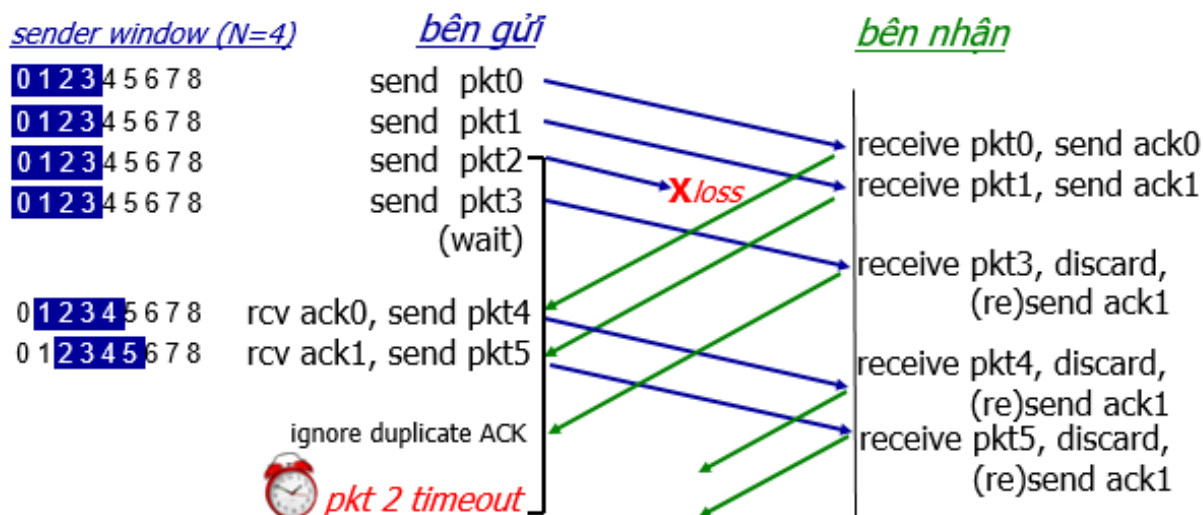 sender window (N=4)
bên gửi
bên nhận
0 1 2 3 4 5 6 7 8
send pkt0
0 1 2 3 4 5 6 7 8
send pkt1
receive pkt0, send ack0
0 1 2 3 4 5 6 7 8
send pkt2
receive pkt1, send ack1
X loss
0 1 2 3 4 5 6 7 8
send pkt3
(wait)
receive pkt3, discard,
(re)send ack1
0 1 2 3 4 5 6 7 8
rcv ack0, send pkt4
0 1 2 3 4 5 6 7 8
rcv ack1, send pkt5
receive pkt4, discard,
(re)send ack1
ignore duplicate ACK
receive pkt5, discard,
(re)send ack1
pkt 2 timeout